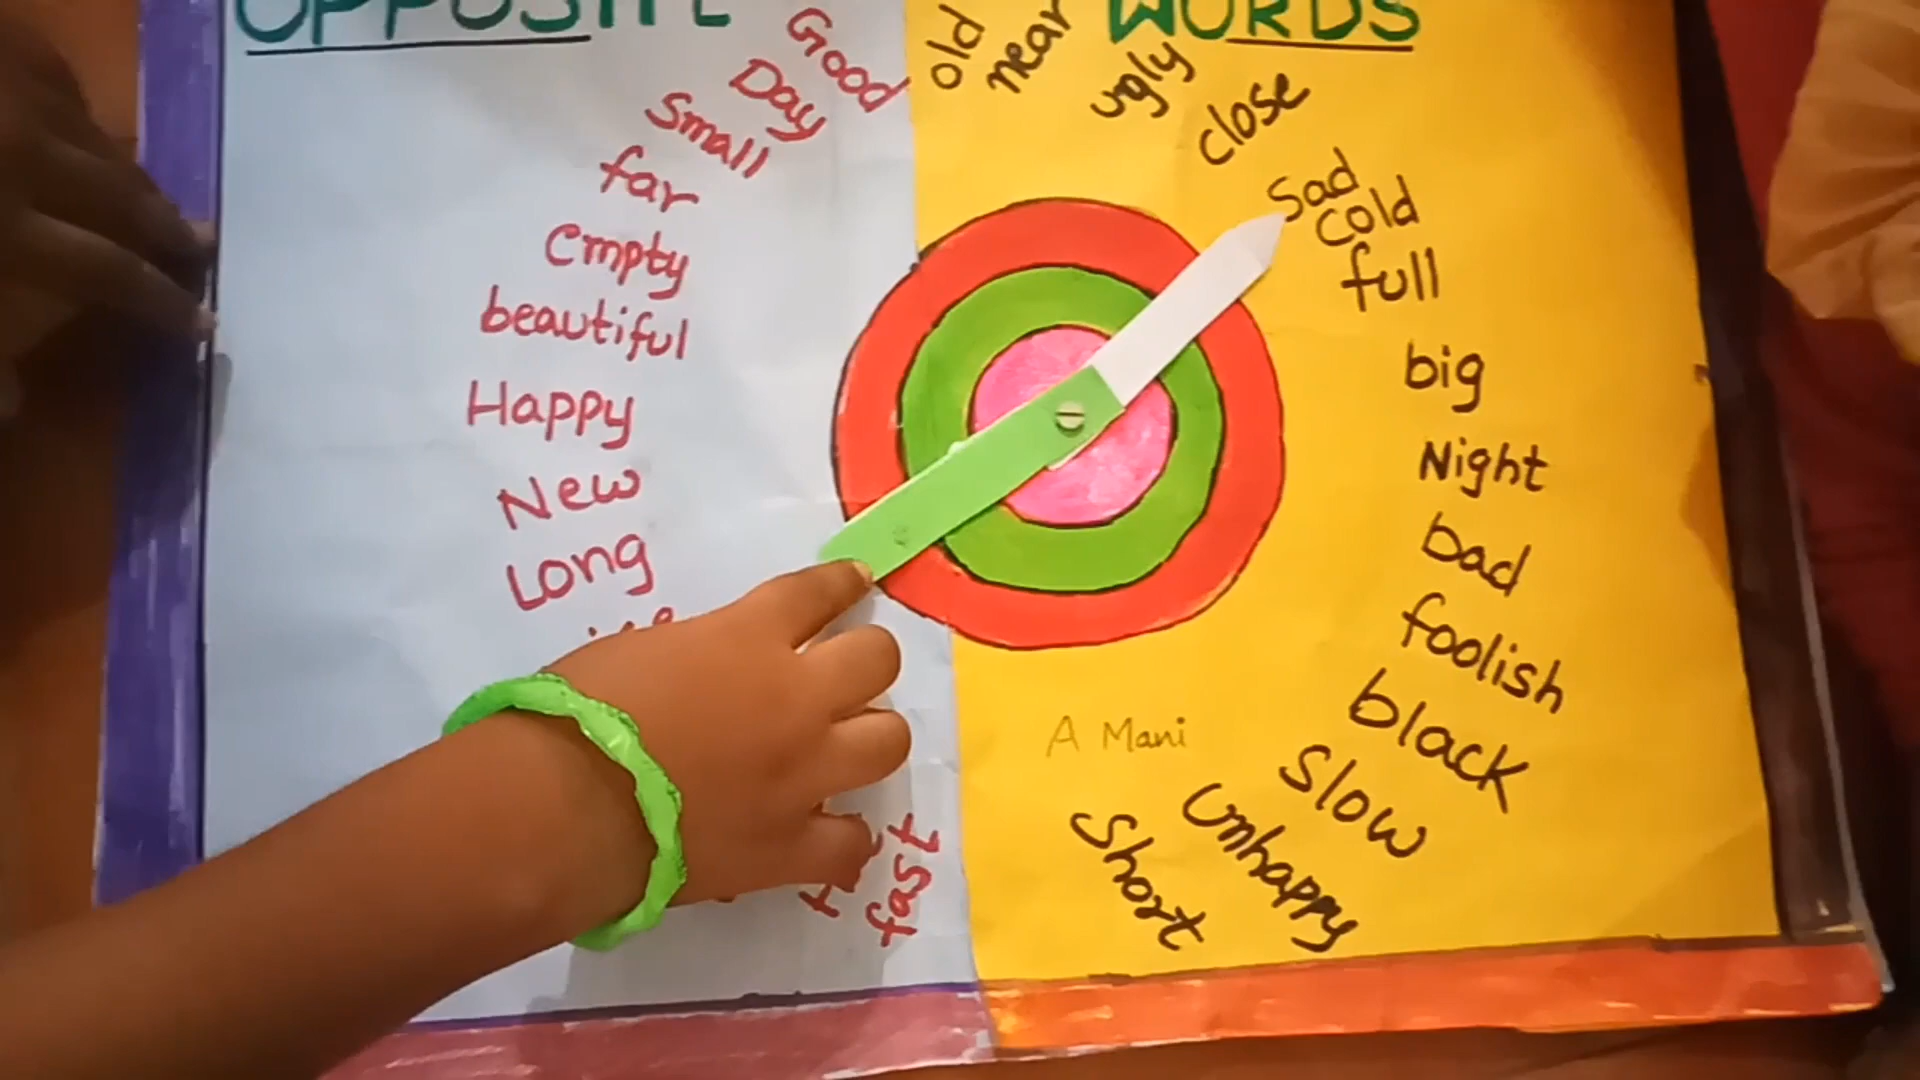 OPPOSITE WORDS
Good
Day
Small
far
Empty
beautiful
Happy
New
Long
fast
old
near
ugly
close
Sad
Cold
full
big
Night
bad
foolish
black
Slow
Unhappy
Short
A Mani